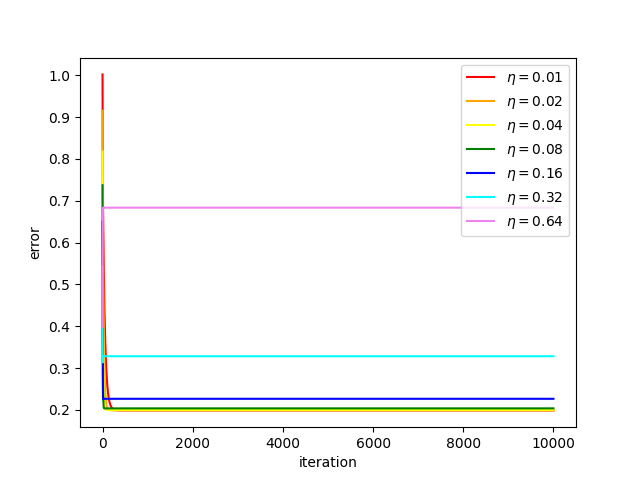 1.0
0.9
0.8
0.7
0.6
0.5
0.4
0.3
0.2
error
0
2000
4000
6000
8000
10000
iteration
η = 0.01
η = 0.02
η = 0.04
η = 0.08
η = 0.16
η = 0.32
η = 0.64